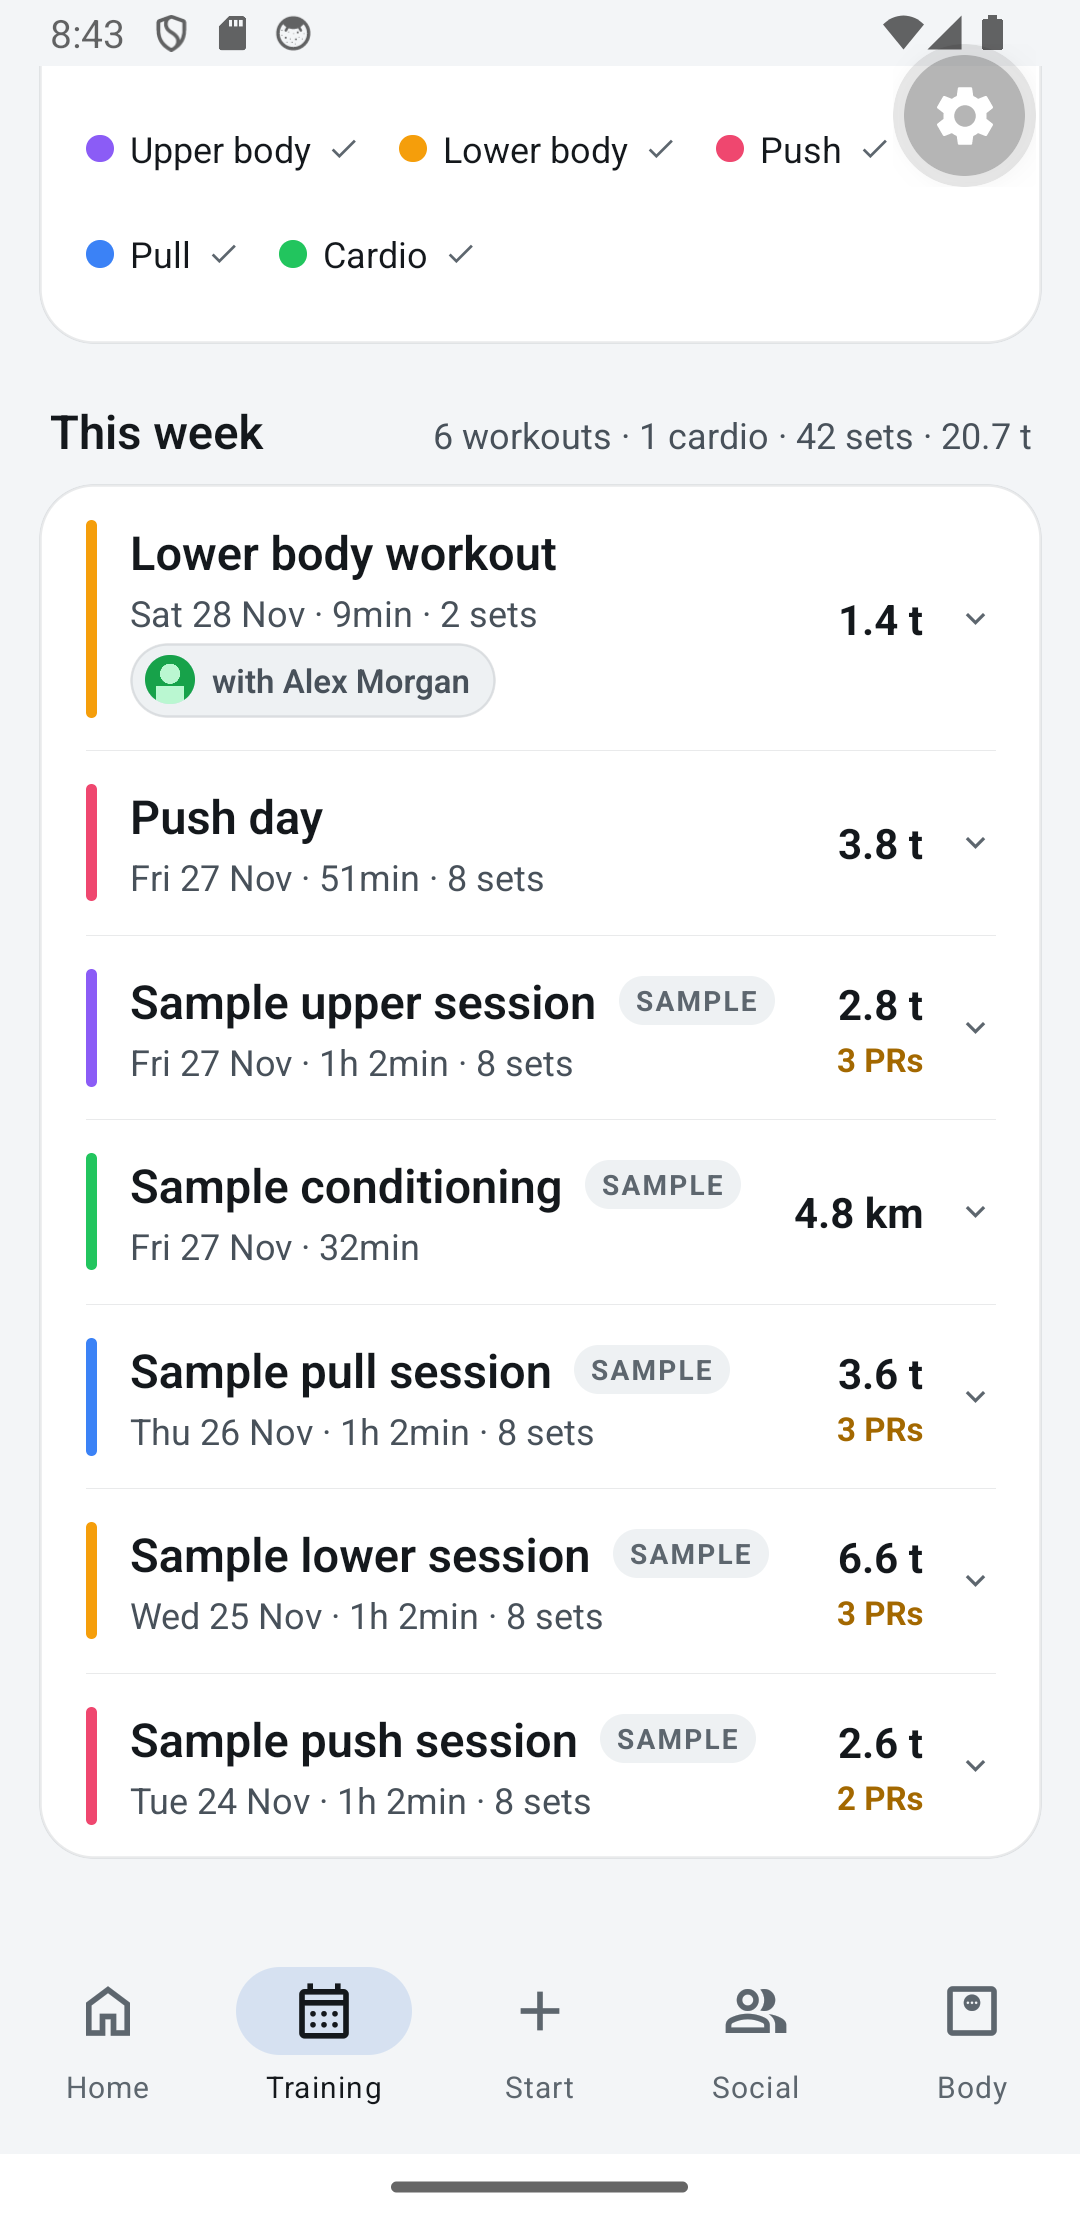 8:43
Upper body
Lower body
Push
Pull
Cardio
This week
6 workouts · 1 cardio · 42 sets · 20.7 t
Lower body workout
Sat 28 Nov · 9min · 2 sets
1.4 t
with Alex Morgan
Push day
Fri 27 Nov · 51min · 8 sets
3.8 t
Sample upper session
SAMPLE
2.8 t
Fri 27 Nov · 1h 2min · 8 sets
3 PRs
Sample conditioning
SAMPLE
4.8 km
Fri 27 Nov · 32min
Sample pull session
SAMPLE
3.6 t
Thu 26 Nov · 1h 2min · 8 sets
3 PRs
Sample lower session
SAMPLE
6.6 t
Wed 25 Nov · 1h 2min · 8 sets
3 PRs
Sample push session
SAMPLE
2.6 t
Tue 24 Nov · 1h 2min · 8 sets
2 PRs
Home
Training
Start
Social
Body